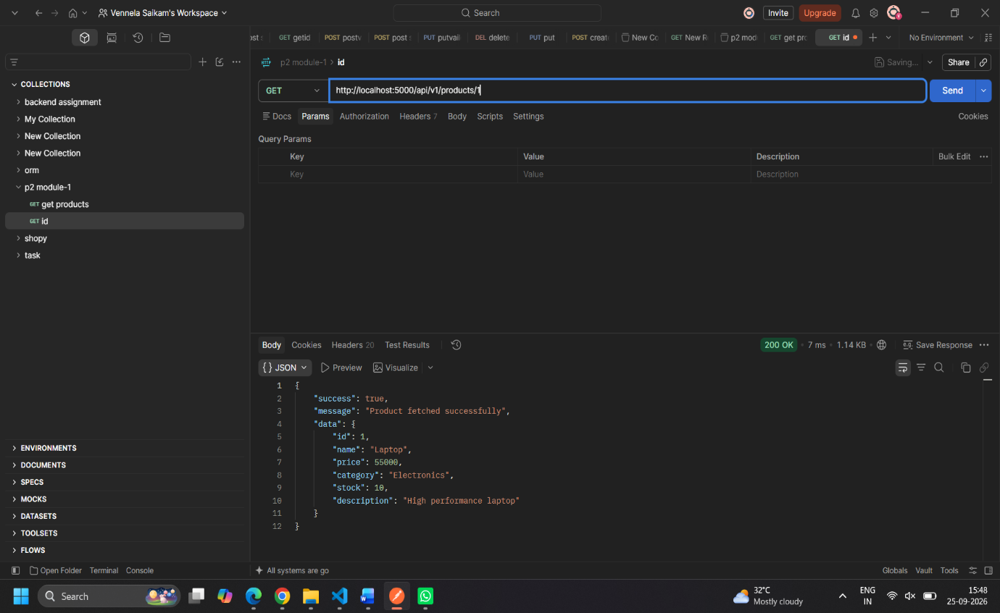 Vennela Saikam's Workspace
Search
Invite
Upgrade
ost s
GET getid
POST postv
POST post s
PUT putvail
DEL delete
PUT put
POST create
New Co
GET New Re
p2 mod
GET get pro
GET id
No Environment
HTTP p2 module-1 > id
Saving...
Share
GET
http://localhost:5000/api/v1/products/1
Send
Docs Params Authorization Headers 7 Body Scripts Settings
Cookies
Query Params
Key Value Description Bulk Edit
Key Value Description
COLLECTIONS
backend assignment
My Collection
New Collection
New Collection
orm
p2 module-1
GET get products
GET id
shopy
task
ENVIRONMENTS
DOCUMENTS
SPECS
MOCKS
DATASETS
TOOLSETS
FLOWS
Body Cookies Headers 20 Test Results
200 OK • 7 ms • 1.14 KB
e.g. Save Response
{} JSON
Preview
Visualize
1 {
2 "success": true,
3 "message": "Product fetched successfully",
4 "data": {
5 "id": 1,
6 "name": "Laptop",
7 "price": 55000,
8 "category": "Electronics",
9 "stock": 10,
10 "description": "High performance laptop"
11 }
12 }
Open Folder Terminal Console
All systems are go
Globals Vault Tools
Search
32°C
Mostly cloudy
ENG
IN
15:48
25-09-2026